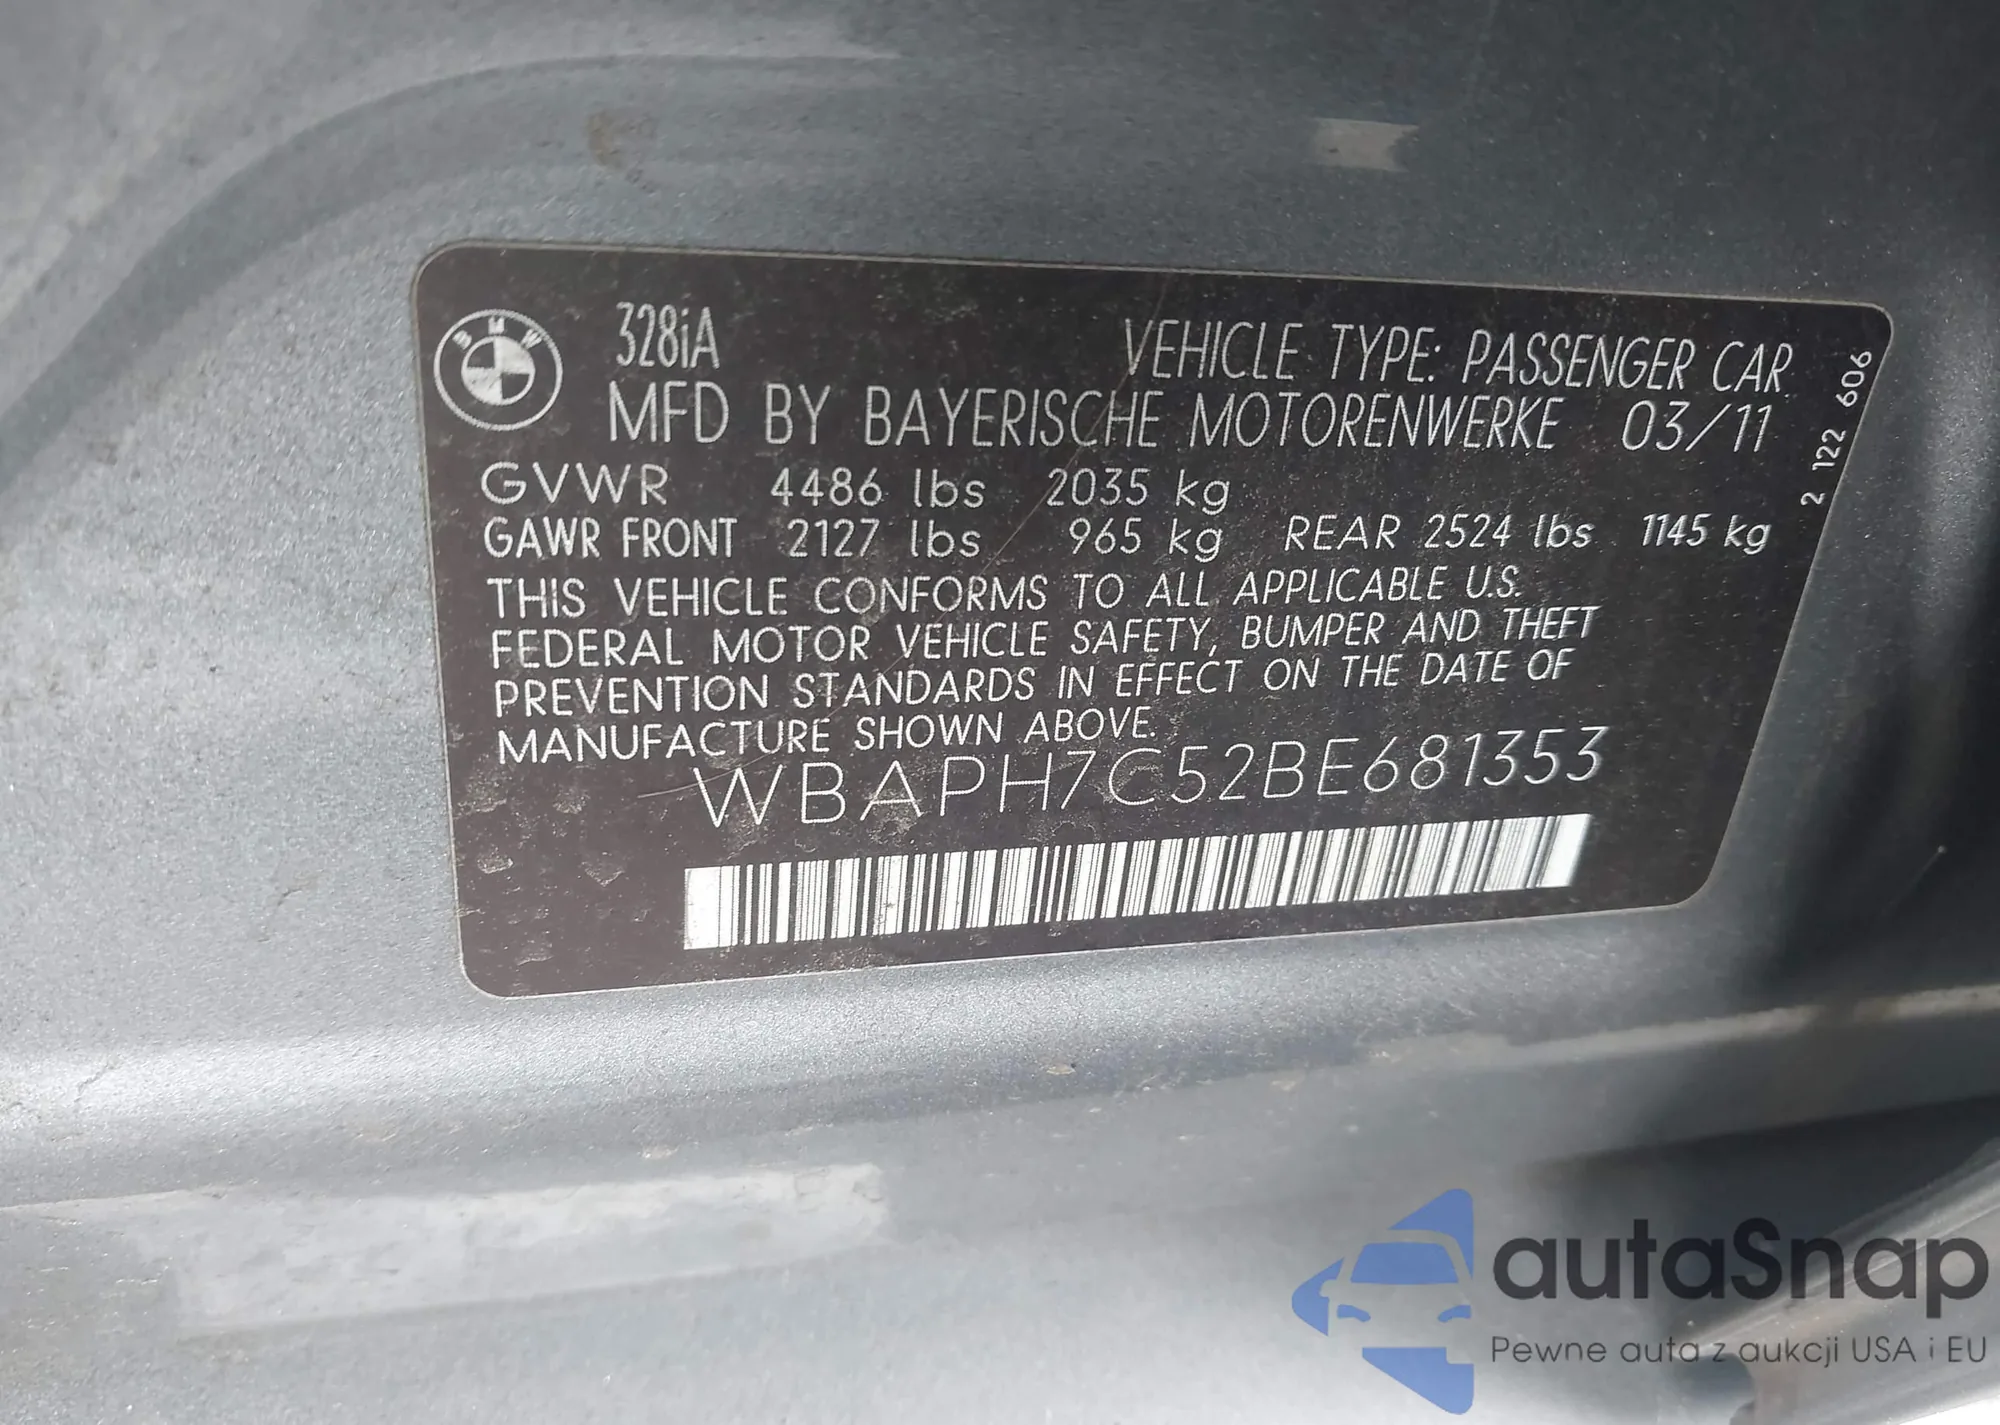 BMW
328iA
VEHICLE TYPE: PASSENGER CAR
MFD BY BAYERISCHE MOTORENWERKE 03/11
GVWR 4486 lbs 2035 kg
GAWR FRONT 2127 lbs 965 kg REAR 2524 lbs 1145 kg
THIS VEHICLE CONFORMS TO ALL APPLICABLE U.S.
FEDERAL MOTOR VEHICLE SAFETY, BUMPER AND THEFT
PREVENTION STANDARDS IN EFFECT ON THE DATE OF
MANUFACTURE SHOWN ABOVE.
WBAPH7C52BE681353
2 122 606
autaSnap
Pewne auta z aukcji USA i EU